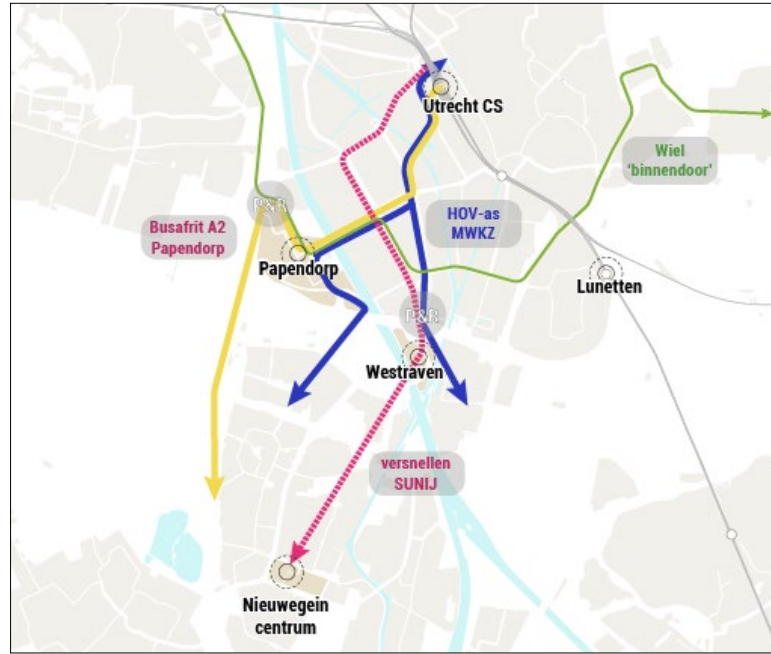 Utrecht CS
Wiel
'binnendoor'
P&R
Busafrit A2
Papendorp
HOV-as
MWKZ
Papendorp
Lunetten
P&R
Westraven
versnellen
SUNIJ
Nieuwegein
centrum